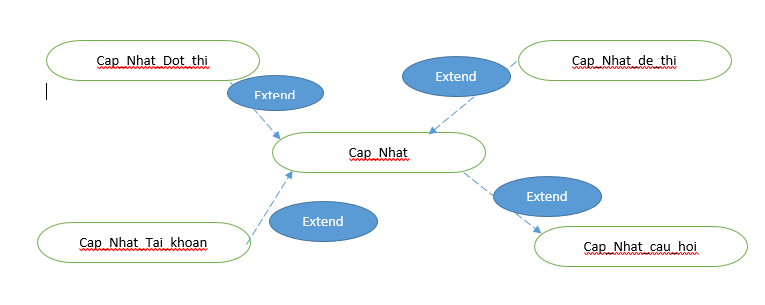 Cap_Nhat_Dot_thi
Extend
Extend
Cap_Nhat_de_thi
Cap_Nhat
Cap_Nhat_Tai_khoan
Extend
Extend
Cap_Nhat_cau_hoi